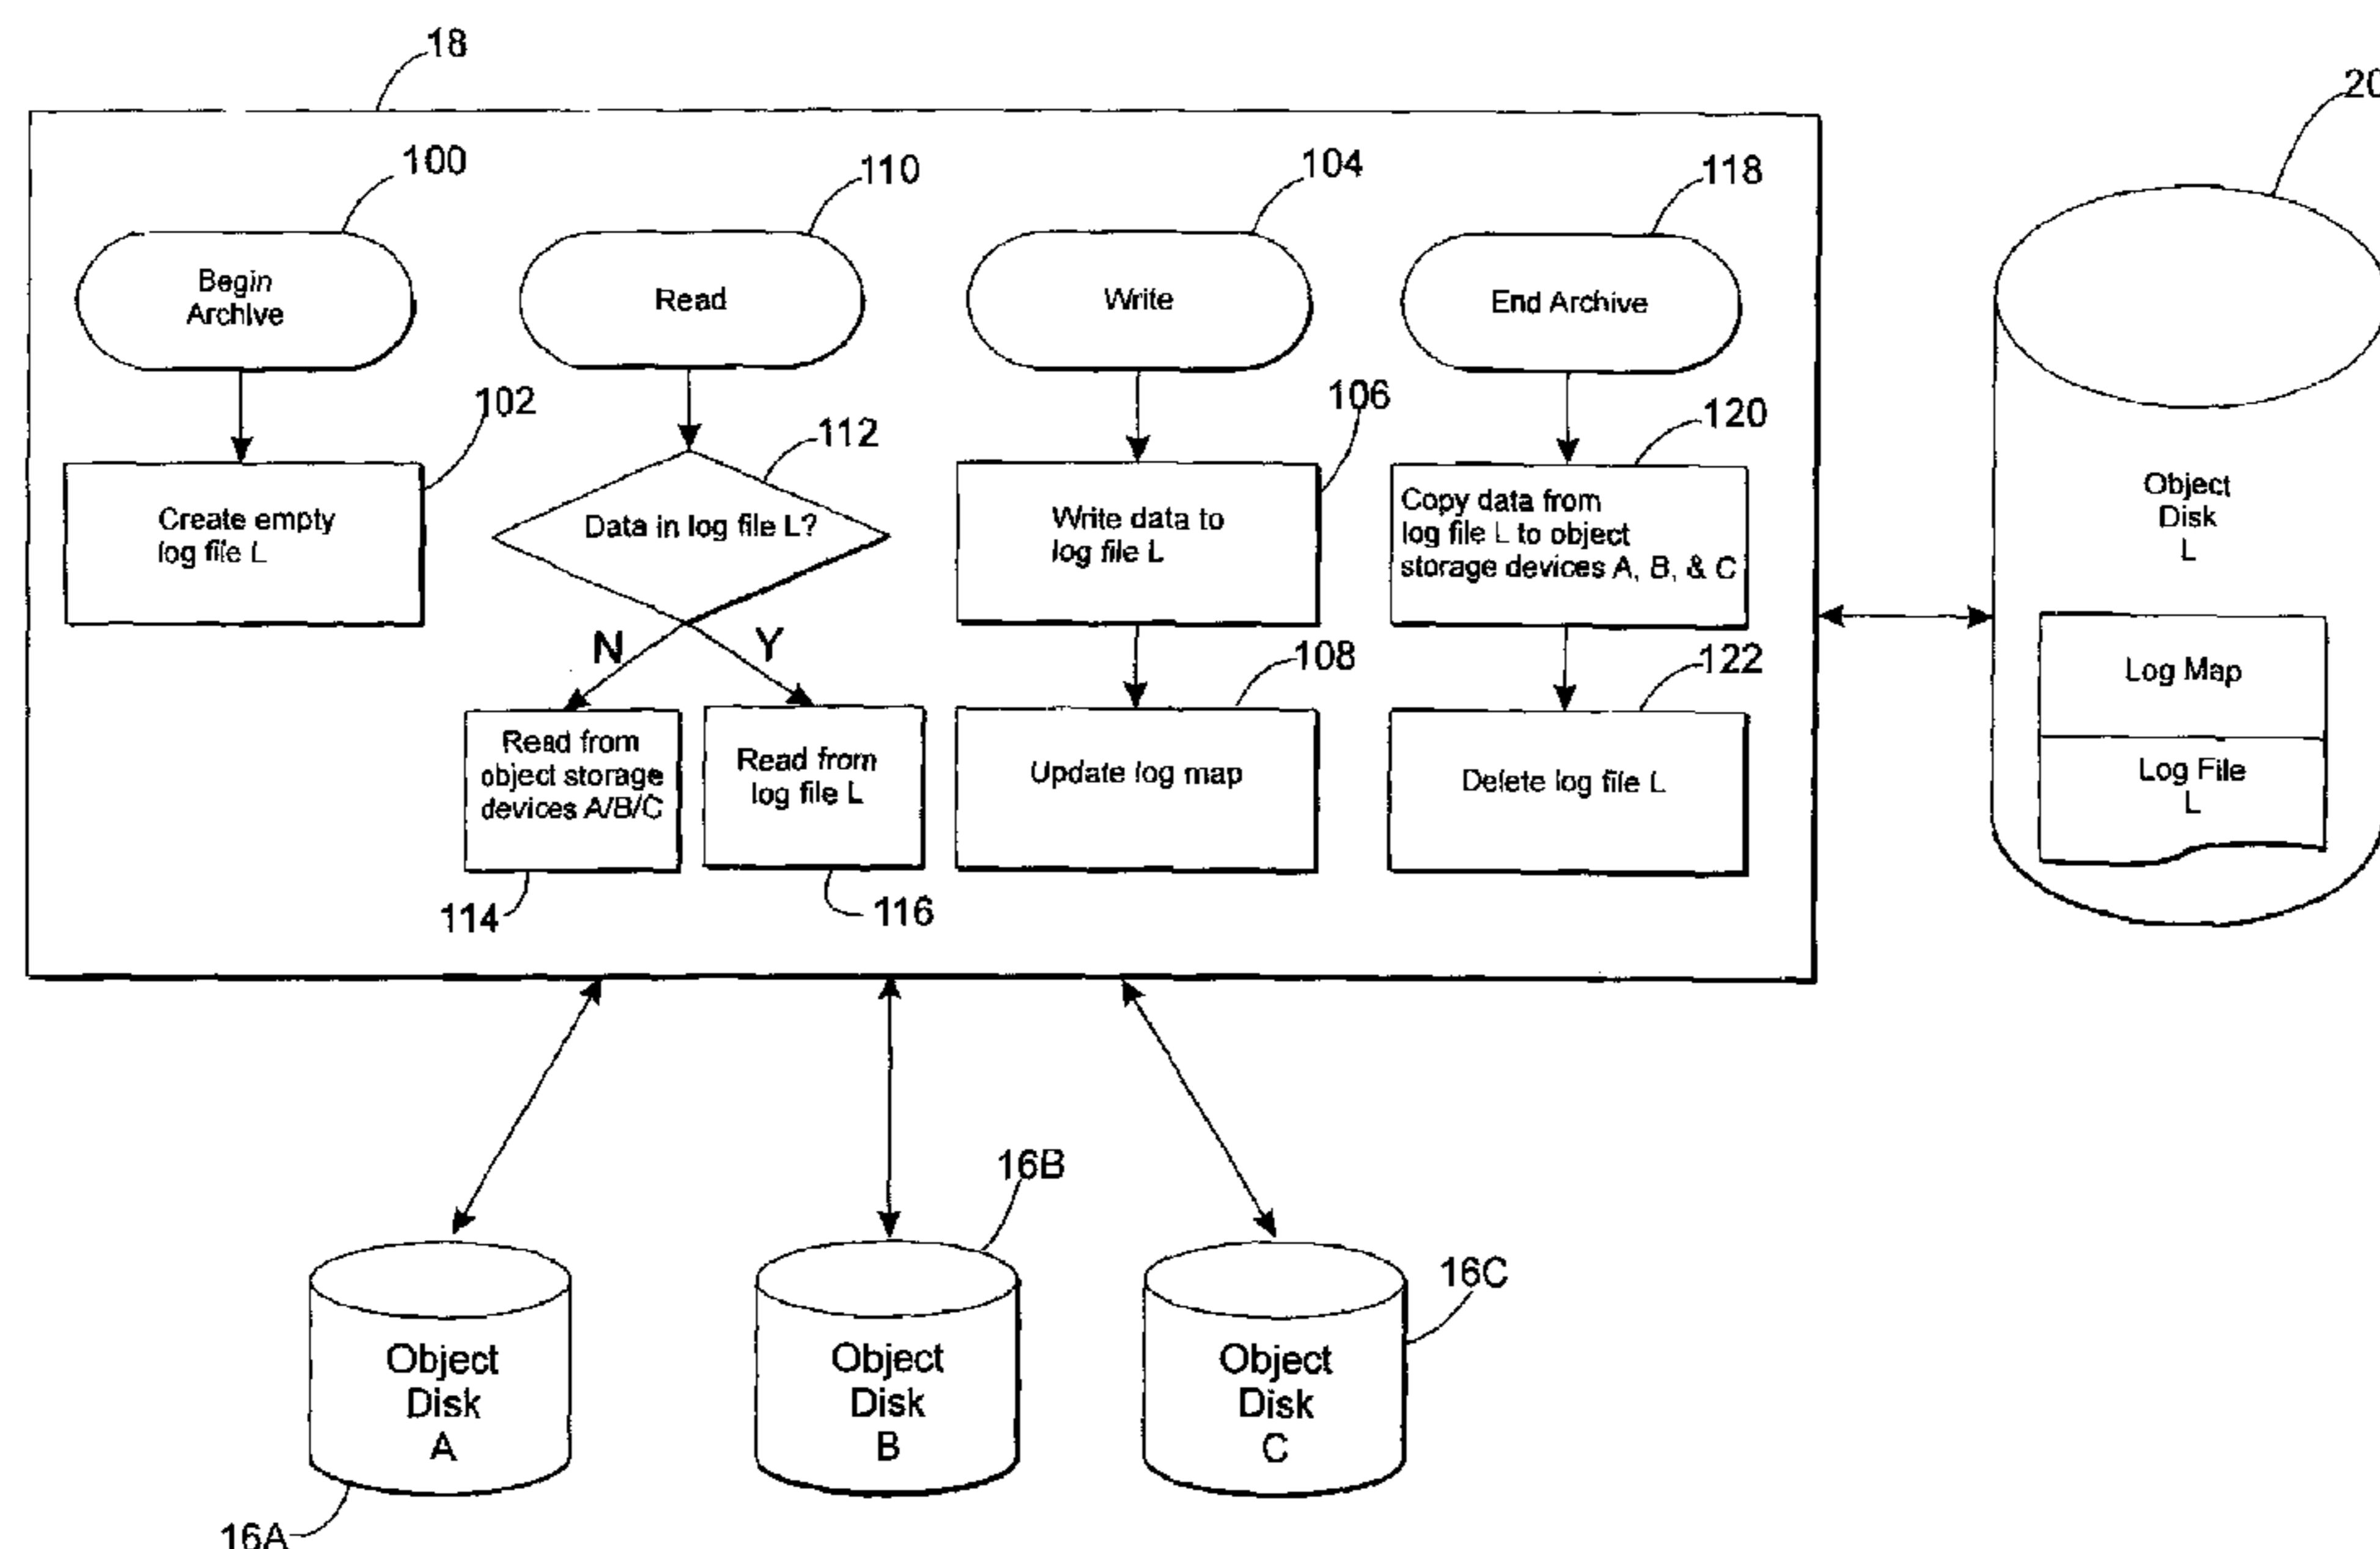 18
20
100
110
104
118
Begin
Archive
Read
Write
End Archive
102
112
106
120
Create empty
log file L
Data in log file L?
Write data to
log file L
Copy data from
log file L to object
storage devices A, B, & C
Object
Disk
L
N
Y
108
122
Read from
object storage
devices A/B/C
Read from
log file L
Update log map
Delete log file L
Log Map
Log File
L
114
116
16B
16C
Object
Disk
A
Object
Disk
B
Object
Disk
C
16A